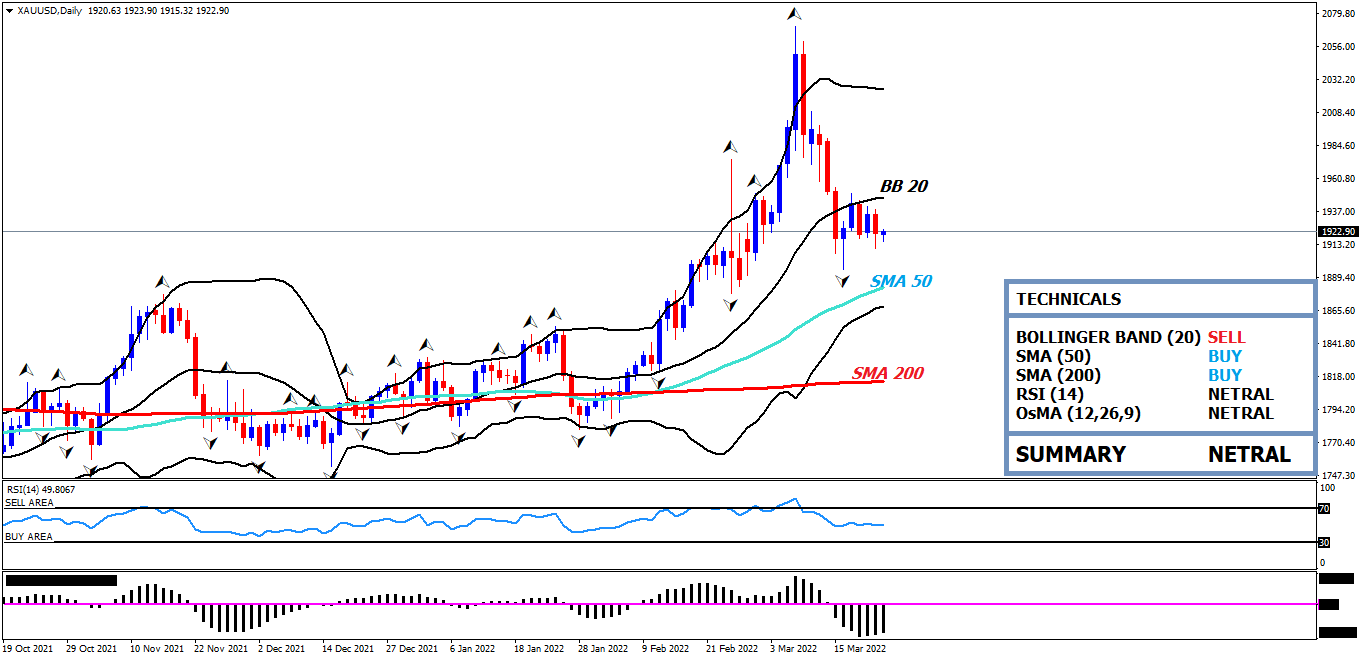 XAUUSD,Daily 1920.63 1923.90 1915.32 1922.90
2079.80
2056.00
2032.20
2008.40
1984.60
1960.80
1937.00
1922.90
1913.20
1889.40
1865.60
1841.80
1818.00
1794.20
1770.40
1747.30
BB 20
SMA 50
SMA 200
TECHNICALS
BOLLINGER BAND (20) SELL
SMA (50) BUY
SMA (200) BUY
RSI (14) NETRAL
OsMA (12,26,9) NETRAL
SUMMARY NETRAL
RSI(14) 49.8067
SELL AREA
BUY AREA
100
70
30
0
19 Oct 2021 29 Oct 2021 10 Nov 2021 22 Nov 2021 2 Dec 2021 14 Dec 2021 27 Dec 2021 6 Jan 2022 18 Jan 2022 28 Jan 2022 9 Feb 2022 21 Feb 2022 3 Mar 2022 15 Mar 2022